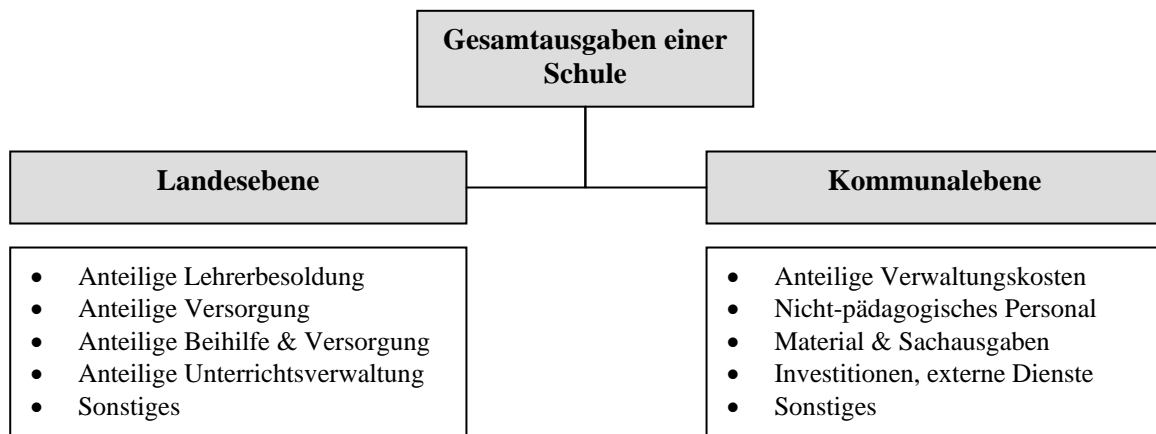 Gesamtausgaben einer
Schule
Landesebene
Kommunalebene
• Anteilige Lehrerbesoldung
• Anteilige Versorgung
• Anteilige Beihilfe & Versorgung
• Anteilige Unterrichtsverwaltung
• Sonstiges
• Anteilige Verwaltungskosten
• Nicht-pädagogisches Personal
• Material & Sachausgaben
• Investitionen, externe Dienste
• Sonstiges